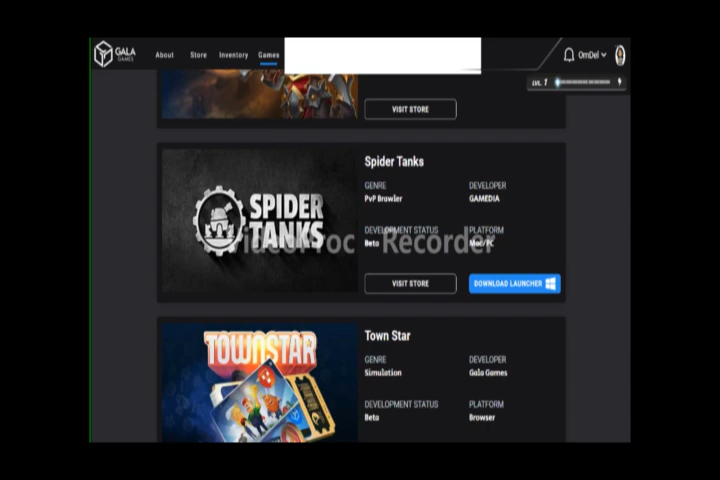 GALA
GAMES
About Store Inventory Games
OmDel
LVL. 1
VISIT STORE
Spider Tanks
GENRE DEVELOPER
PvP Brawler GAMEDIA
DEVELOPMENT STATUS PLATFORM
Beta Mac/PC
SPIDER
TANKS
VideoProc Recorder
VISIT STORE DOWNLOAD LAUNCHER
TOWNSTAR
Town Star
GENRE DEVELOPER
Simulation Gala Games
DEVELOPMENT STATUS PLATFORM
Beta Browser